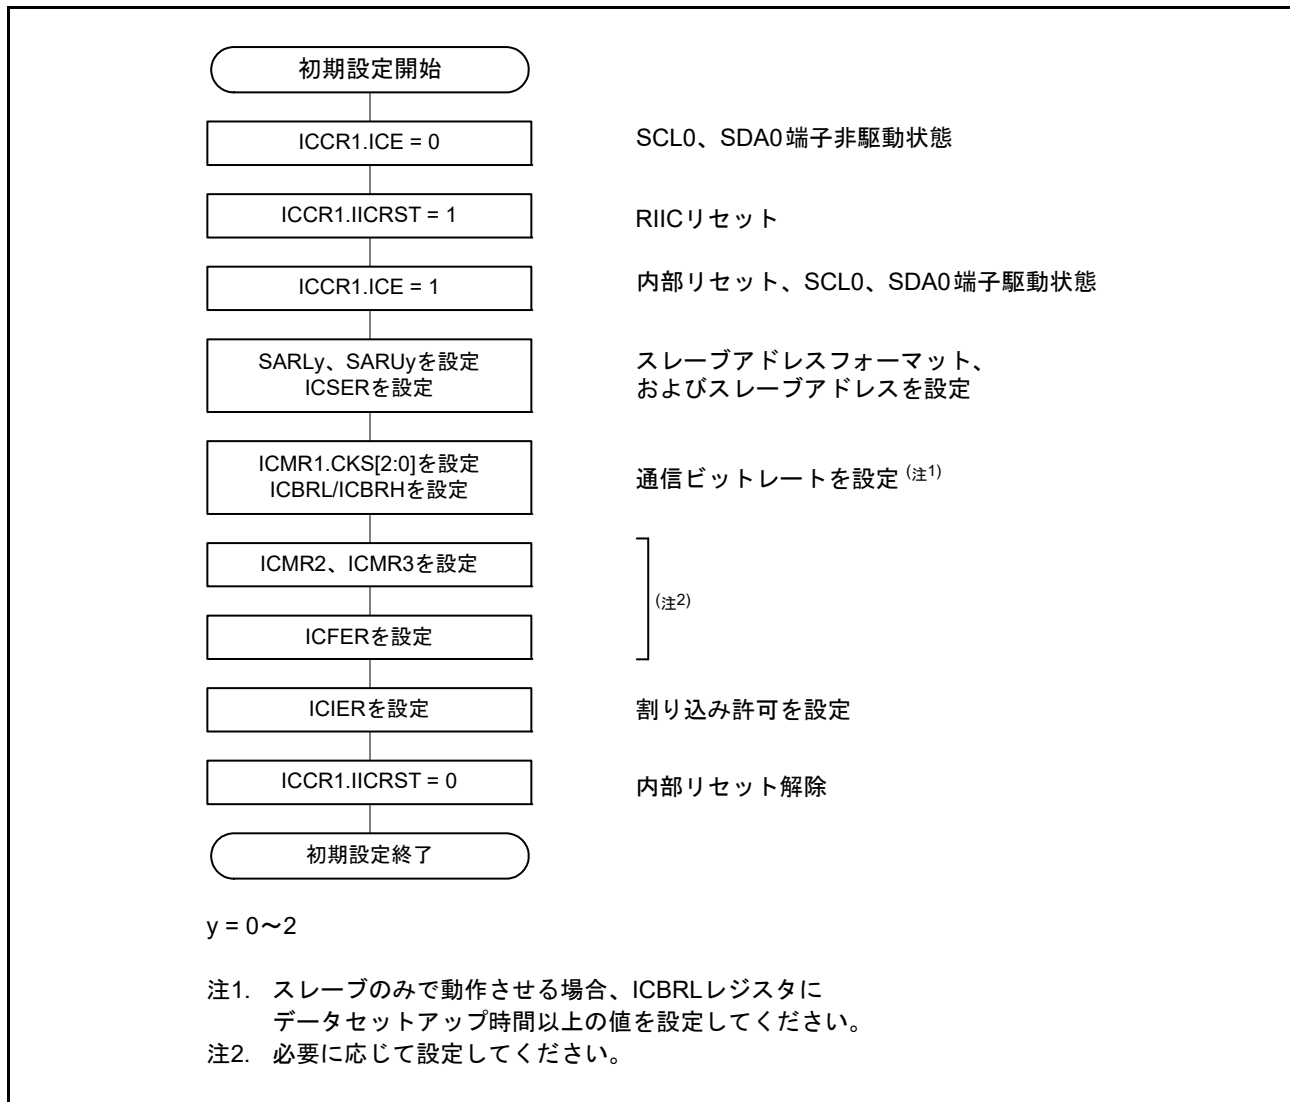 初期設定開始
ICCR1.ICE = 0
SCL0、SDA0端子非駆動状態
ICCR1.IICRST = 1
RIICリセット
ICCR1.ICE = 1
内部リセット、SCL0、SDA0端子駆動状態
SARLy、SARUyを設定
ICSERを設定
スレーブアドレスフォーマット、
およびスレーブアドレスを設定
ICMR1.CKS[2:0]を設定
ICBRL/ICBRHを設定
通信ビットレートを設定 (注1)
ICMR2、ICMR3を設定
(注2)
ICFERを設定
ICIERを設定
割り込み許可を設定
ICCR1.IICRST = 0
内部リセット解除
初期設定終了
y = 0～2
注1. スレーブのみで動作させる場合、ICBRLレジスタに
データセットアップ時間以上の値を設定してください。
注2. 必要に応じて設定してください。